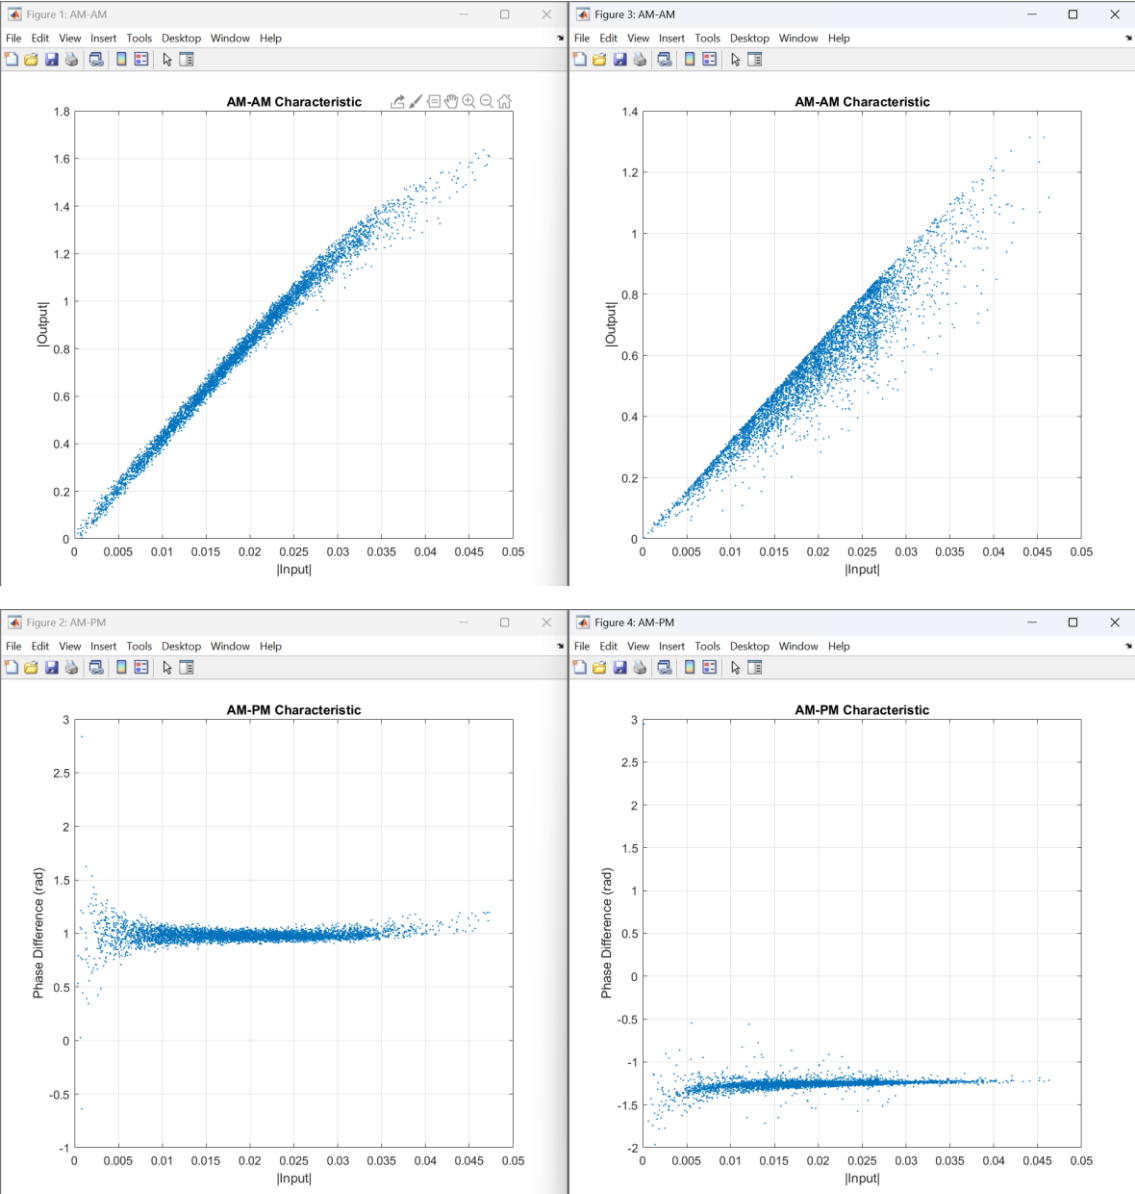 Figure 1: AM-AM
File Edit View Insert Tools Desktop Window Help
AM-AM Characteristic
1.8
1.6
1.4
1.2
1
0.8
0.6
0.4
0.2
0
|Output|
0 0.005 0.01 0.015 0.02 0.025 0.03 0.035 0.04 0.045 0.05
|Input|
Figure 3: AM-AM
File Edit View Insert Tools Desktop Window Help
AM-AM Characteristic
1.4
1.2
1
0.8
0.6
0.4
0.2
0
|Output|
0 0.005 0.01 0.015 0.02 0.025 0.03 0.035 0.04 0.045 0.05
|Input|
Figure 2: AM-PM
File Edit View Insert Tools Desktop Window Help
AM-PM Characteristic
3
2.5
2
1.5
1
0.5
0
-0.5
-1
Phase Difference (rad)
0 0.005 0.01 0.015 0.02 0.025 0.03 0.035 0.04 0.045 0.05
|Input|
Figure 4: AM-PM
File Edit View Insert Tools Desktop Window Help
AM-PM Characteristic
3
2.5
2
1.5
1
0.5
0
-0.5
-1
-1.5
-2
Phase Difference (rad)
0 0.005 0.01 0.015 0.02 0.025 0.03 0.035 0.04 0.045 0.05
|Input|